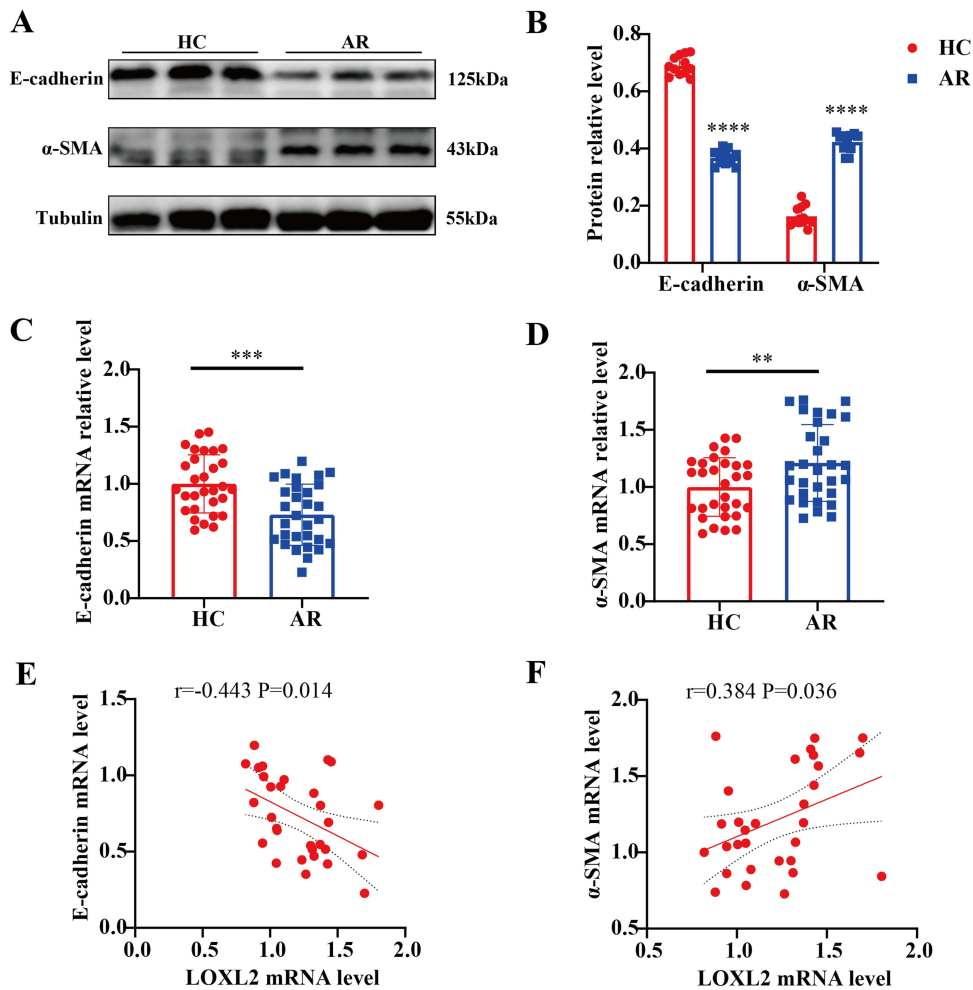 A
HC AR
E-cadherin 125kDa
α-SMA 43kDa
Tubulin 55kDa
B
Protein relative level
0.8
0.6
0.4
0.2
0.0
****
****
E-cadherin α-SMA
HC
AR
C
E-cadherin mRNA relative level
2.0
1.5
1.0
0.5
0.0
***
HC AR
D
α-SMA mRNA relative level
2.0
1.5
1.0
0.5
0.0
**
HC AR
E
r=-0.443 P=0.014
E-cadherin mRNA level
1.5
1.0
0.5
0.0
0.0 0.5 1.0 1.5 2.0
LOXL2 mRNA level
F
r=0.384 P=0.036
α-SMA mRNA level
2.0
1.5
1.0
0.5
0.5 1.0 1.5 2.0
LOXL2 mRNA level